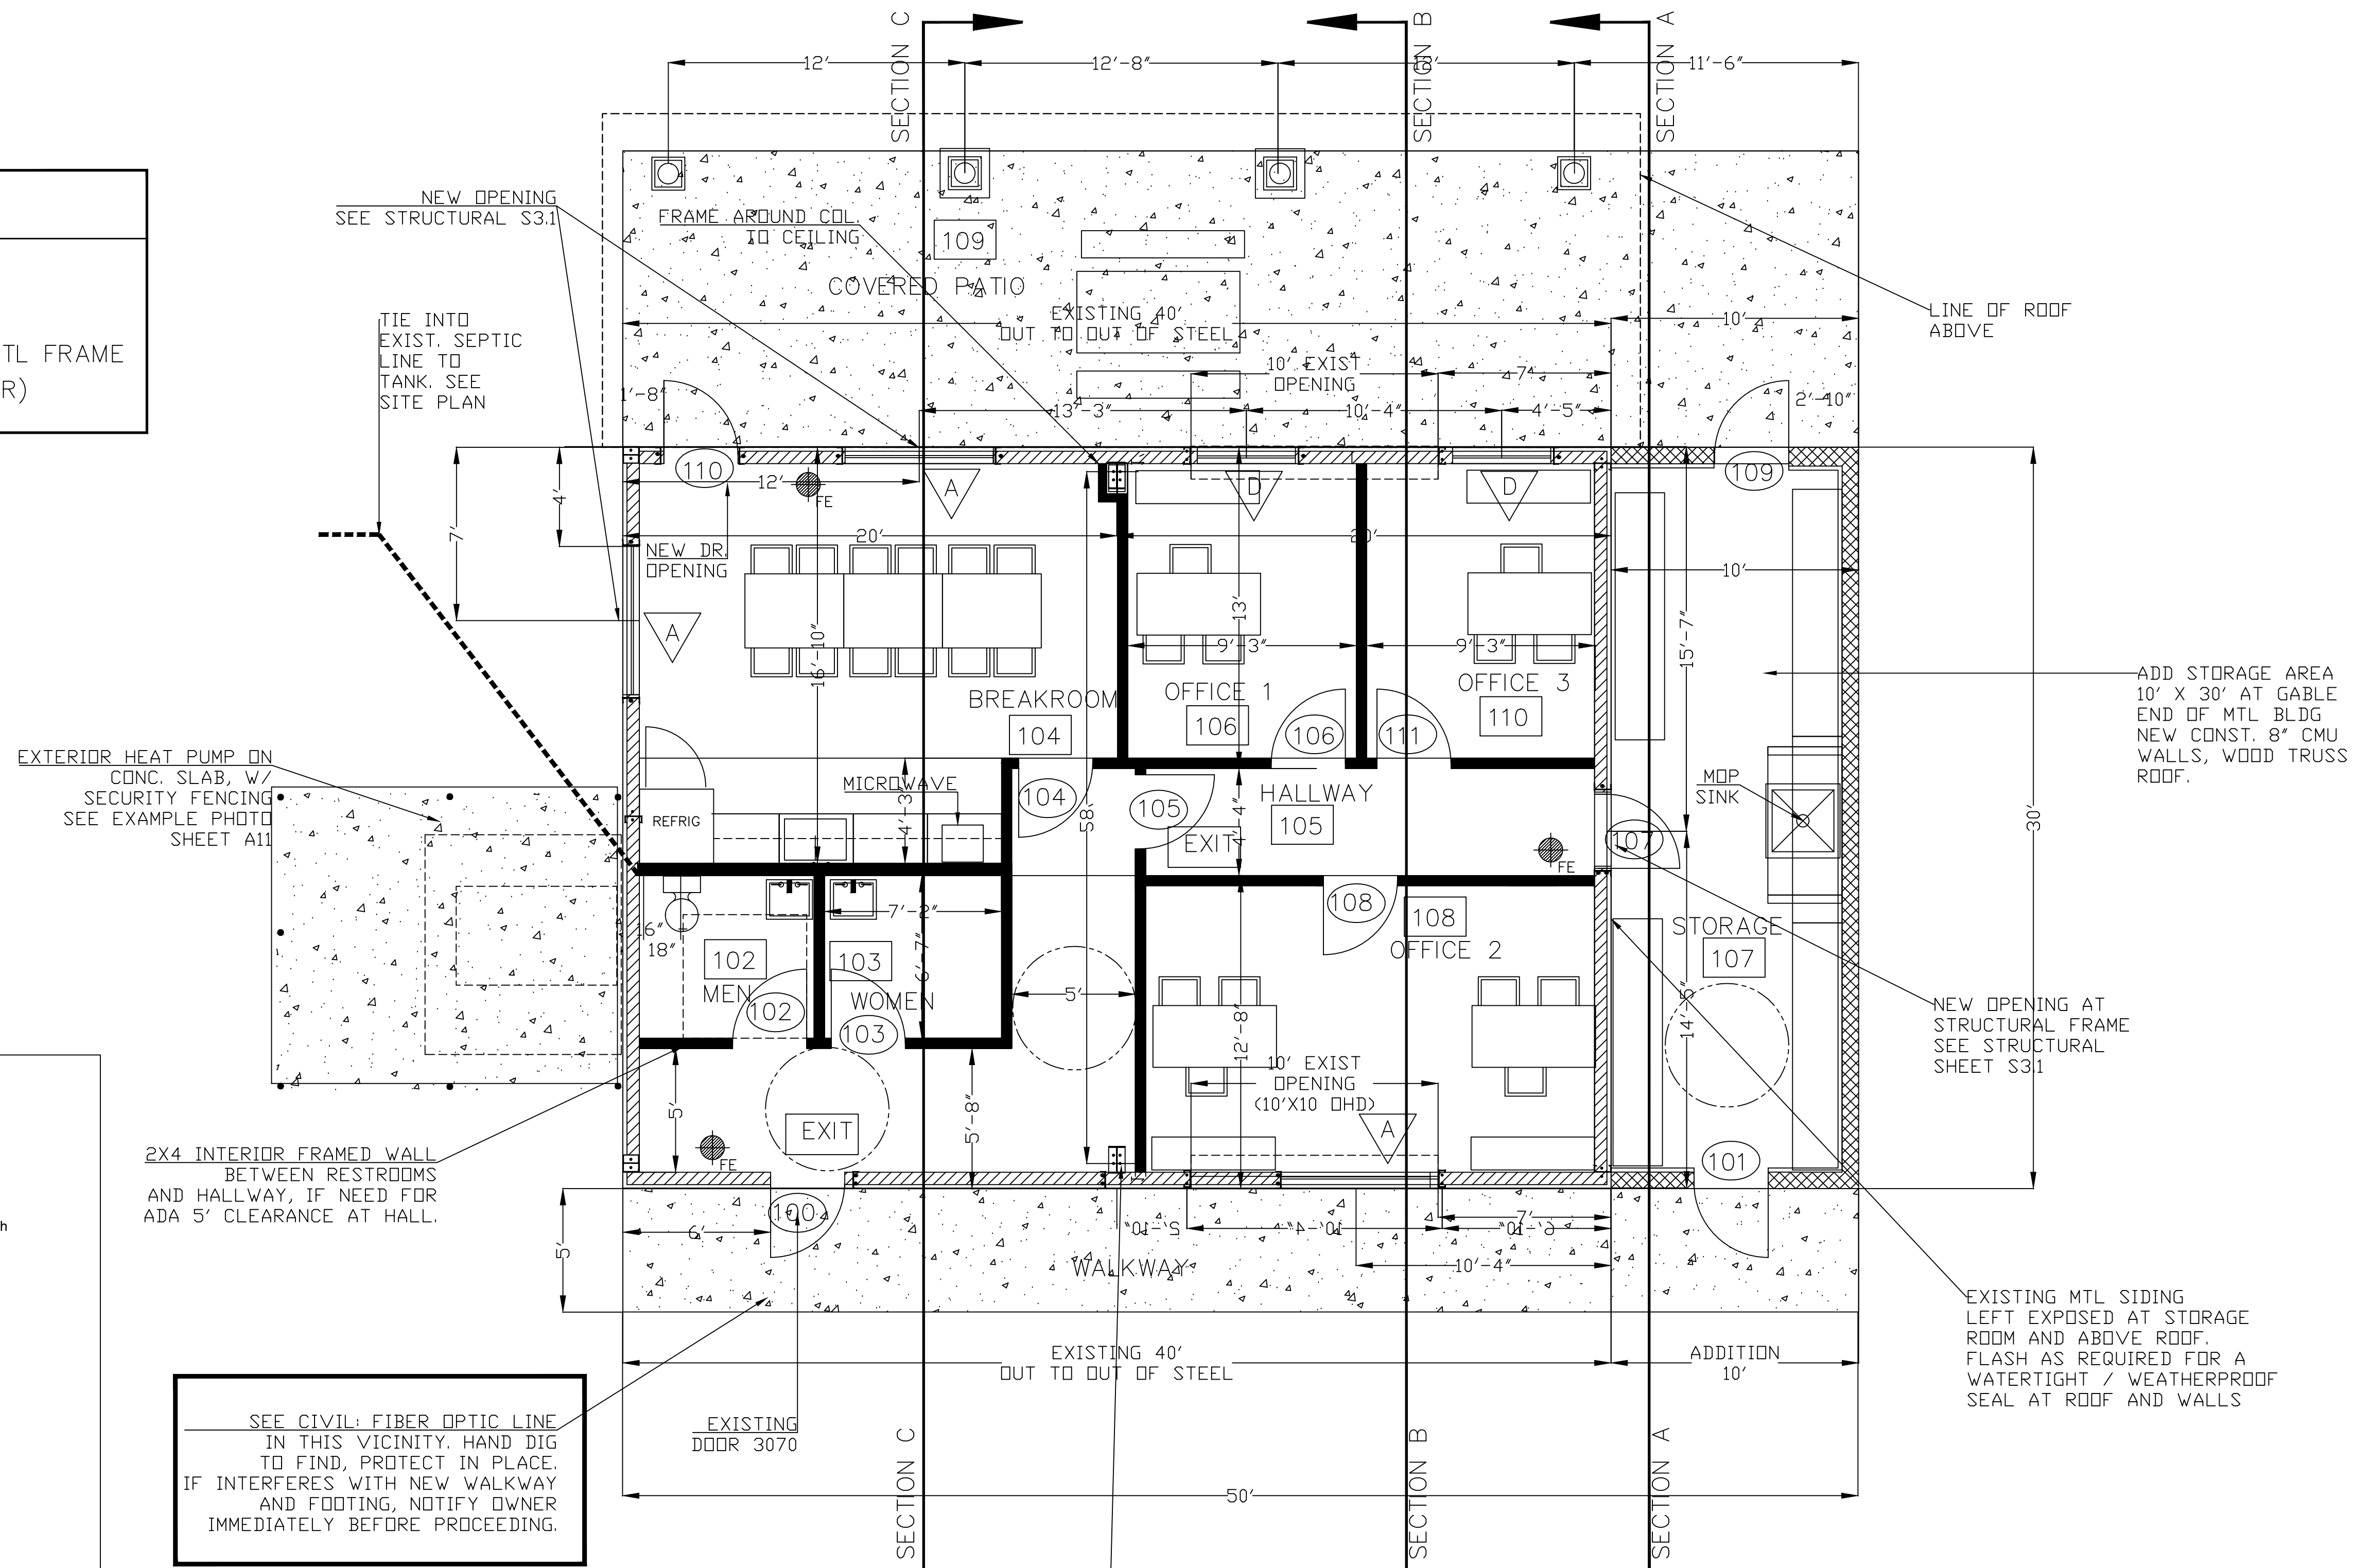 SECTION C
SECTION B
SECTION A
12'
12'-8"
12'
11'-6"
TL FRAME
R)
NEW OPENING
SEE STRUCTURAL S3.1
FRAME AROUND COL.
TO CEILING
109
COVERED PATIO
EXISTING 40'
OUT TO OUT OF STEEL
10'
LINE OF ROOF
ABOVE
TIE INTO
EXIST. SEPTIC
LINE TO
TANK. SEE
SITE PLAN
10' EXIST
OPENING
7'
1'-8"
13'-3"
10'-4"
4'-5"
2'-10"
110
12'
FE
A
D
D
109
4'
7'
20'
20'
NEW DR.
OPENING
10'
A
16'-10"
13'
9'-3"
9'-3"
15'-7"
BREAKROOM
104
OFFICE 1
106
106
OFFICE 3
110
111
ADD STORAGE AREA
10' X 30' AT GABLE
END OF MTL BLDG
NEW CONST. 8" CMU
WALLS, WOOD TRUSS
ROOF.
EXTERIOR HEAT PUMP ON
CONC. SLAB, W/
SECURITY FENCING
SEE EXAMPLE PHOTO
SHEET A11
MICROWAVE
REFRIG
4'-3"
104
58'
105
HALLWAY
105
EXIT
4'-4"
FE
107
MOP
SINK
30'
7'-2"
6'-7"
6"
18"
102
MEN
102
103
WOMEN
103
5'
108
108
OFFICE 2
STORAGE
107
14'-5"
NEW OPENING AT
STRUCTURAL FRAME
SEE STRUCTURAL
SHEET S3.1
12'-8"
10' EXIST
OPENING
(10'X10 OHD)
A
5'
5'-8"
EXIT
FE
101
2X4 INTERIOR FRAMED WALL
BETWEEN RESTROOMS
AND HALLWAY, IF NEED FOR
ADA 5' CLEARANCE AT HALL.
h
100
6'
5'
5'-10"
10'-4"
6'-10"
7'
10'-4"
WALKWAY
EXISTING MTL SIDING
LEFT EXPOSED AT STORAGE
ROOM AND ABOVE ROOF.
FLASH AS REQUIRED FOR A
WATERTIGHT / WEATHERPROOF
SEAL AT ROOF AND WALLS
EXISTING 40'
OUT TO OUT OF STEEL
ADDITION
10'
SEE CIVIL: FIBER OPTIC LINE
IN THIS VICINITY. HAND DIG
TO FIND, PROTECT IN PLACE.
IF INTERFERES WITH NEW WALKWAY
AND FOOTING, NOTIFY OWNER
IMMEDIATELY BEFORE PROCEEDING.
EXISTING
DOOR 3070
50'
SECTION C
SECTION B
SECTION A